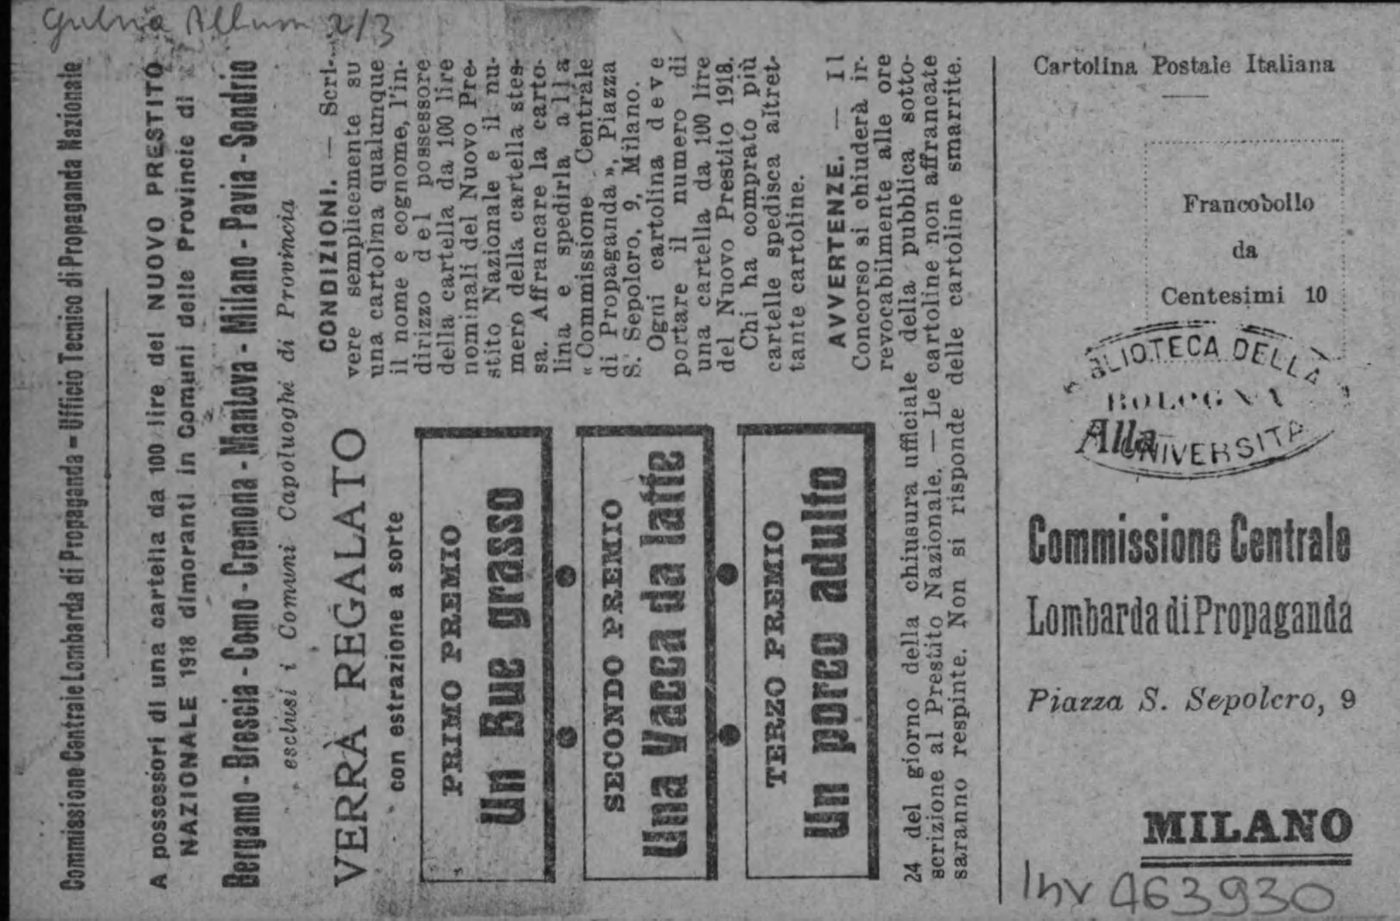 Commissione Centrale Lombarda di Propaganda - Ufficio Tecnico di Propaganda Nazionale
A possessori di una cartella da 100 lire del NUOVO PRESTITO
NAZIONALE 1918 dimoranti in Comuni delle Provincie di
Bergamo - Brescia - Como - Cremona - Mantova - Milano - Pavia - Sondrio
esclusi i Comuni Capoluoghi di Provincia
VERRÀ REGALATO
con estrazione a sorte
PRIMO PREMIO
Un Bue grasso
SECONDO PREMIO
Una Vacca da latte
TERZO PREMIO
Un porco adulto
CONDIZIONI. — Scri-
vere semplicemente su
una cartolina qualunque
il nome e cognome, l'in-
dirizzo del possessore
della cartella da 100 lire
nominali del Nuovo Pre-
stito Nazionale e il nu-
mero della cartella stes-
sa. Affrancare la carto-
lina e spedirla alla
«Commissione Centrale
di Propaganda», Piazza
S. Sepolcro, 9, Milano.
Ogni cartolina deve
portare il numero di
una cartella da 100 lire
del Nuovo Prestito 1918.
Chi ha comprato più
cartelle spedisca altret-
tante cartoline.
AVVERTENZE. — Il
Concorso si chiuderà ir-
revocabilmente alle ore
24 del giorno della chiusura ufficiale della pubblica sotto-
scrizione al Prestito Nazionale. — Le cartoline non affrancate
saranno respinte. Non si risponde delle cartoline smarrite.
Cartolina Postale Italiana
Francobollo
da
Centesimi 10
BIBLIOTECA DELLA
BOLOGNA
UNIVERSITÀ
Alla
Commissione Centrale
Lombarda di Propaganda
Piazza S. Sepolcro, 9
MILANO
Inv 463930